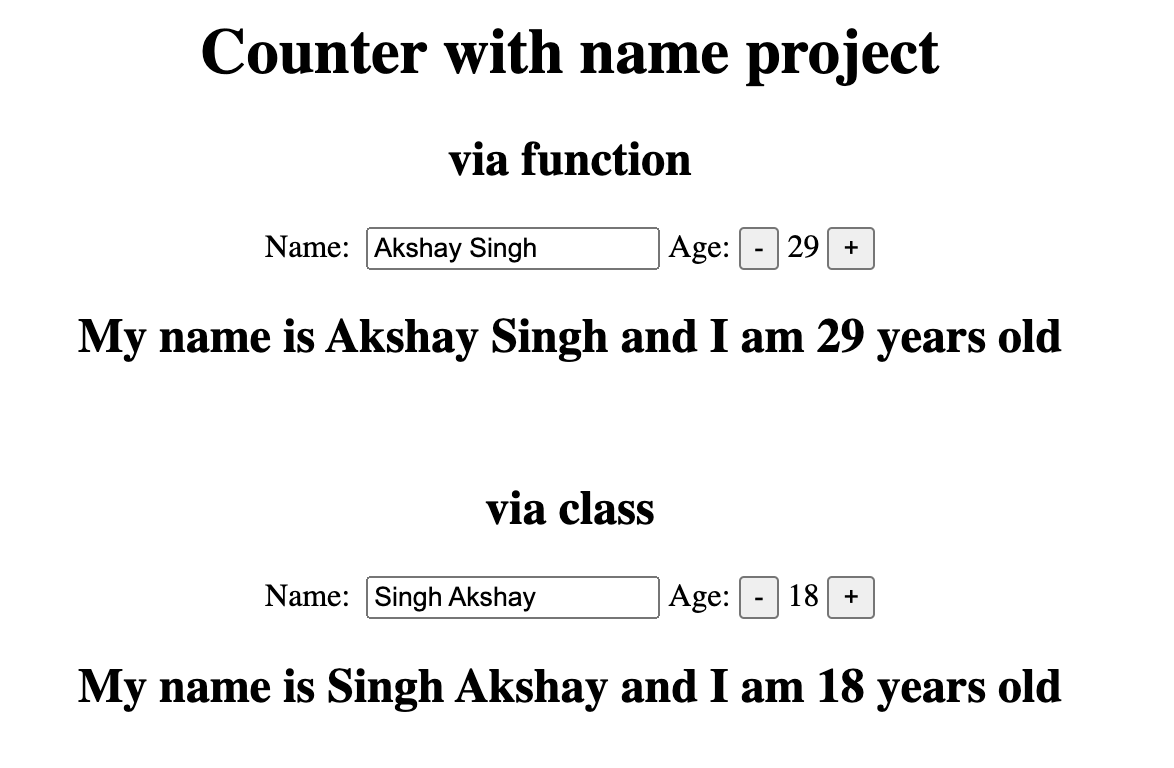 Counter with name project
via function
Name: Akshay Singh Age: - 29 +
My name is Akshay Singh and I am 29 years old
via class
Name: Singh Akshay Age: - 18 +
My name is Singh Akshay and I am 18 years old